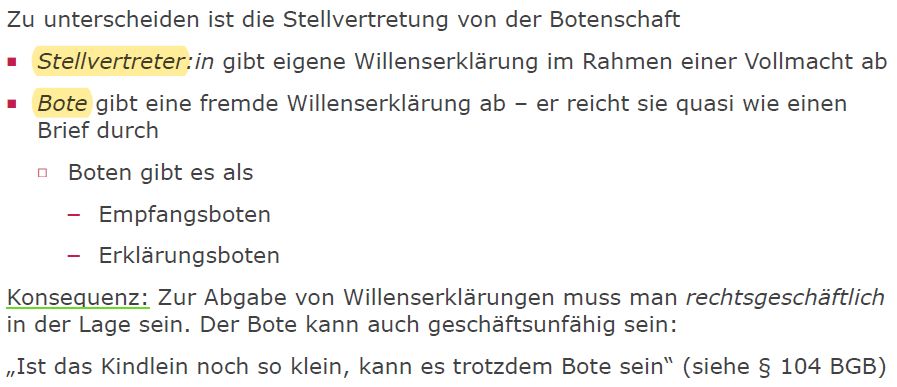 Zu unterscheiden ist die Stellvertretung von der Botenschaft
▪ Stellvertreter:in gibt eigene Willenserklärung im Rahmen einer Vollmacht ab
▪ Bote gibt eine fremde Willenserklärung ab – er reicht sie quasi wie einen
Brief durch
▫ Boten gibt es als
– Empfangsboten
– Erklärungsboten
Konsequenz: Zur Abgabe von Willenserklärungen muss man rechtsgeschäftlich
in der Lage sein. Der Bote kann auch geschäftsunfähig sein:
„Ist das Kindlein noch so klein, kann es trotzdem Bote sein“ (siehe § 104 BGB)